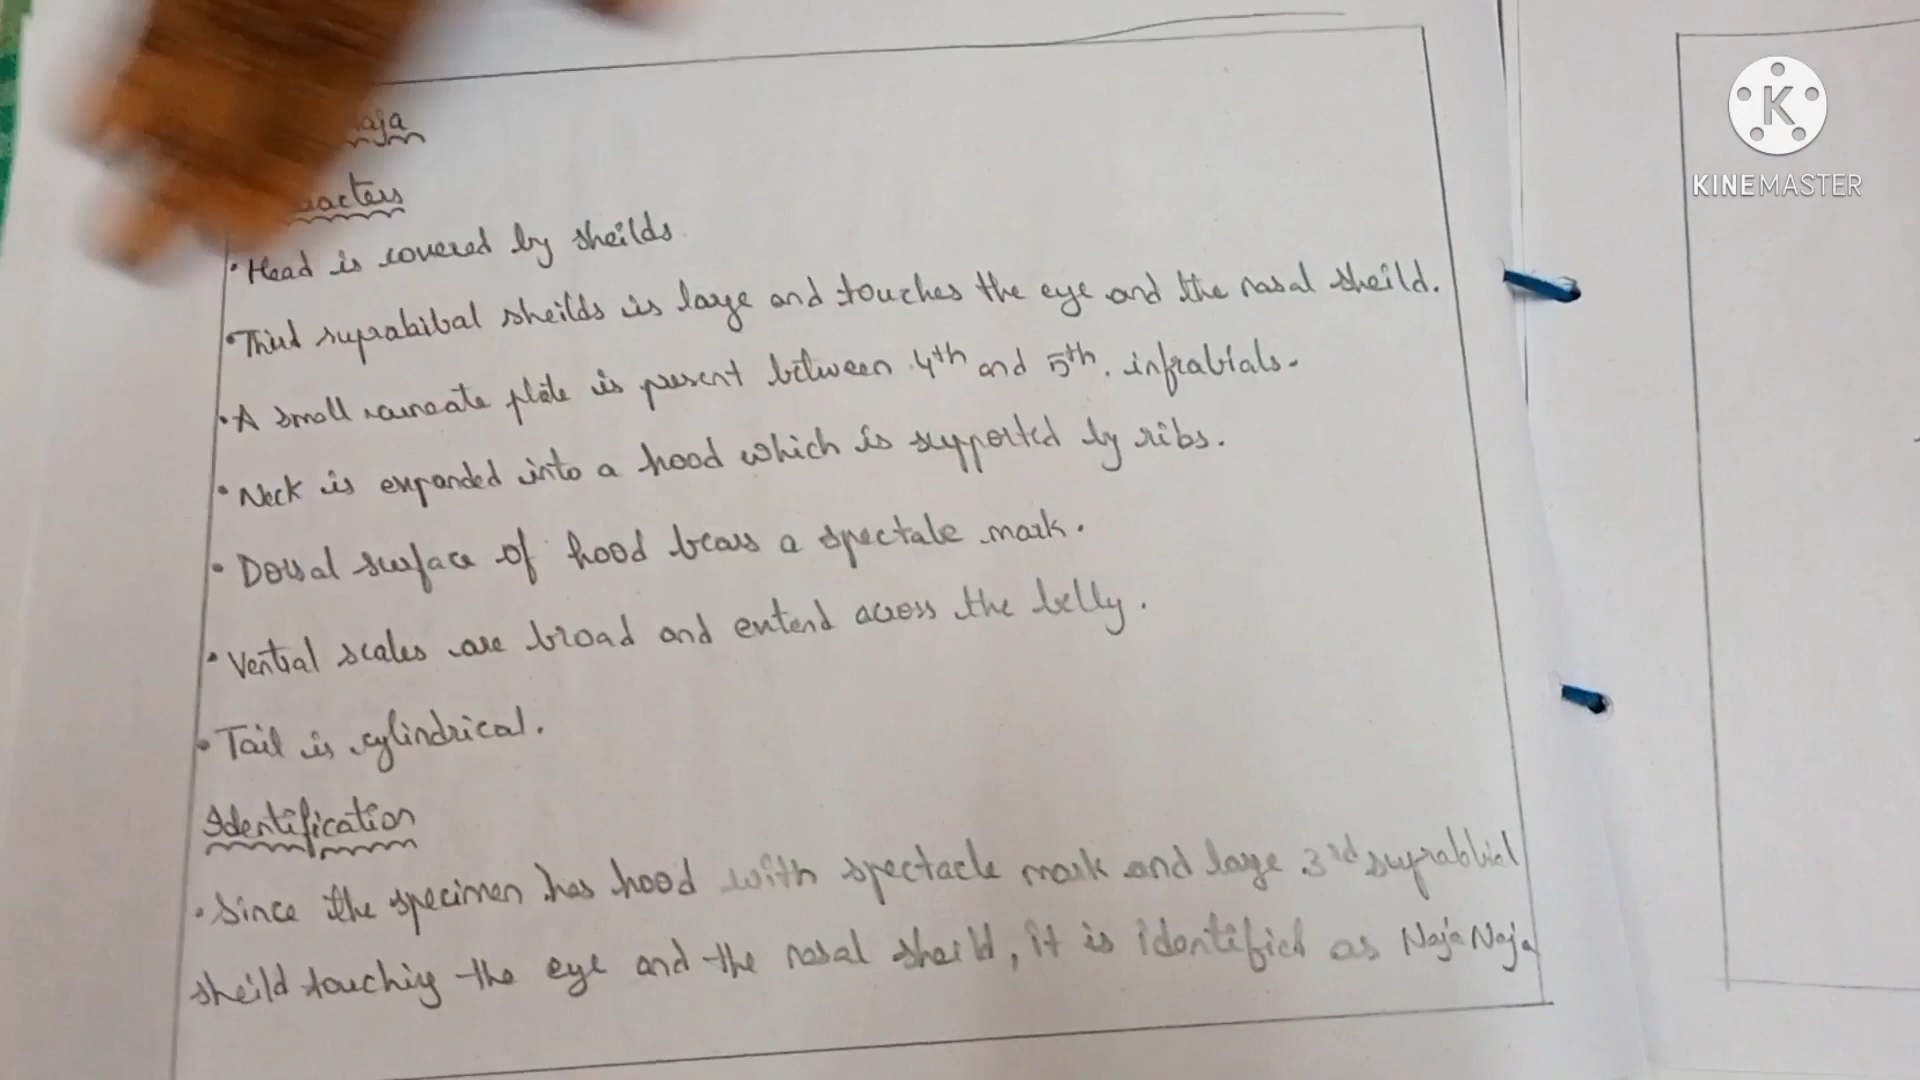 aja
acters
• Head is covered by sheilds
• Third suprabibal sheilds is large and touches the eye and the nasal sheild.
• A small cuneate plate is present between 4th and 5th. infrabials.
• Neck is expanded into a hood which is supported by ribs.
• Dorsal surface of hood bears a spectale mark.
• Ventral scales are broad and extend across the belly.
• Tail is cylindrical.
Identification
• Since the specimen has hood with spectacle mark and large 3rd suprabbial
sheild touching the eye and the nasal sheild, it is identified as Naja Naja
K
KINEMASTER